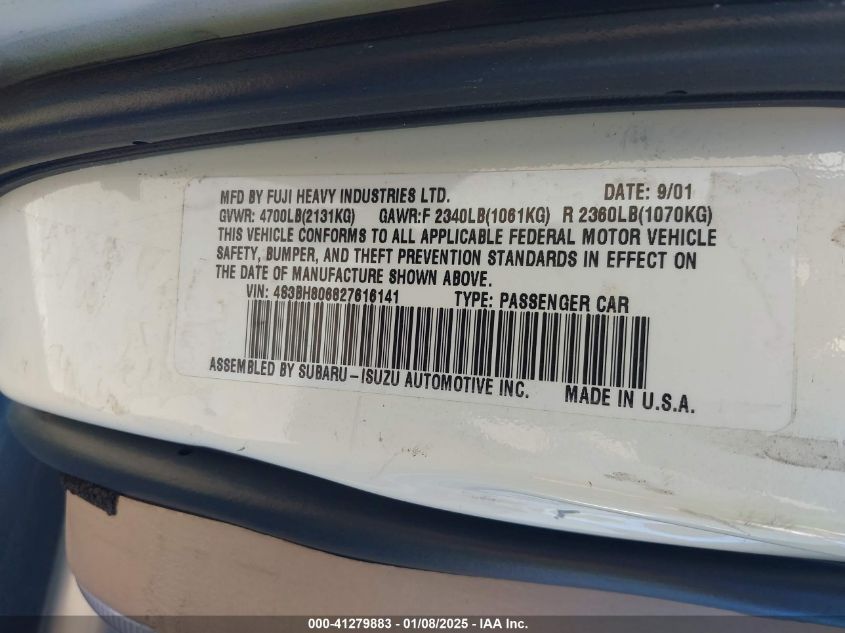 MFD BY FUJI HEAVY INDUSTRIES LTD. DATE: 9/01
GVWR: 4700LB(2131KG) GAWR:F 2340LB(1061KG) R 2360LB(1070KG)
THIS VEHICLE CONFORMS TO ALL APPLICABLE FEDERAL MOTOR VEHICLE
SAFETY, BUMPER, AND THEFT PREVENTION STANDARDS IN EFFECT ON
THE DATE OF MANUFACTURE SHOWN ABOVE.
VIN: 4S3BH806827616141 TYPE: PASSENGER CAR
ASSEMBLED BY SUBARU-ISUZU AUTOMOTIVE INC. MADE IN U.S.A.
000-41279883 - 01/08/2025 - IAA Inc.